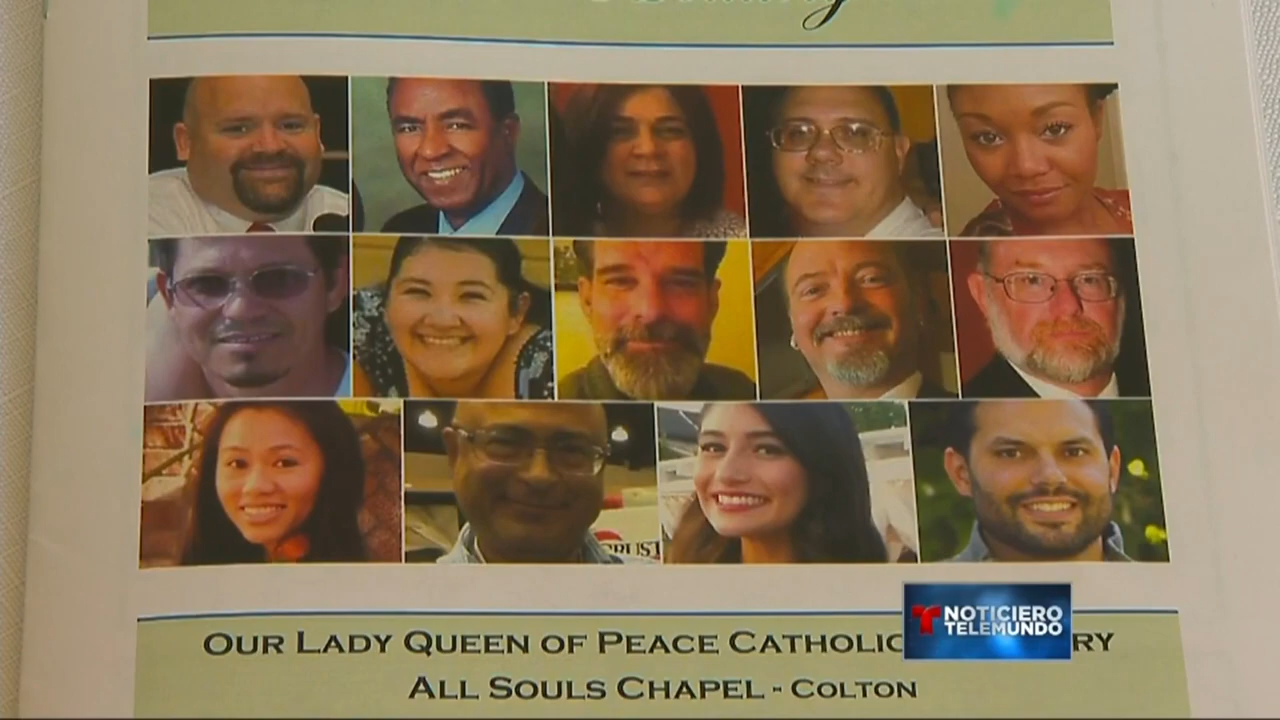 NOTICIERO
TELEMUNDO
OUR LADY QUEEN OF PEACE CATHOLIC RY
ALL SOULS CHAPEL - COLTON